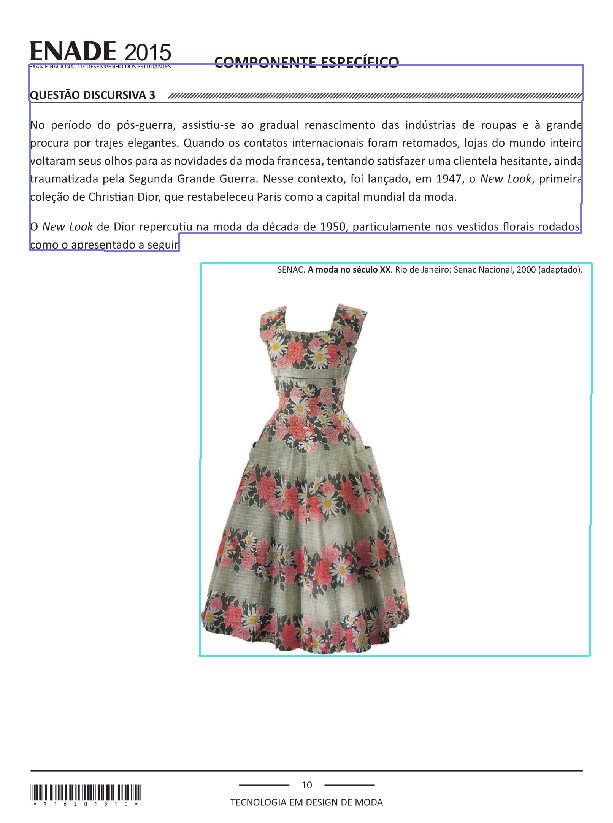 ENADE 2015
EXAME NACIONAL DE DESEMPENHO DOS ESTUDANTES
COMPONENTE ESPECÍFICO
QUESTÃO DISCURSIVA 3
No período do pós-guerra, assistiu-se ao gradual renascimento das indústrias de roupas e à grande
procura por trajes elegantes. Quando os contatos internacionais foram retomados, lojas do mundo inteiro
voltaram seus olhos para as novidades da moda francesa, tentando satisfazer uma clientela hesitante, ainda
traumatizada pela Segunda Grande Guerra. Nesse contexto, foi lançado, em 1947, o New Look, primeira
coleção de Christian Dior, que restabeleceu Paris como a capital mundial da moda.
O New Look de Dior repercutiu na moda da década de 1950, particularmente nos vestidos florais rodados,
como o apresentado a seguir
SENAC. A moda no século XX. Rio de Janeiro: Senac Nacional, 2000 (adaptado).
10
TECNOLOGIA EM DESIGN DE MODA